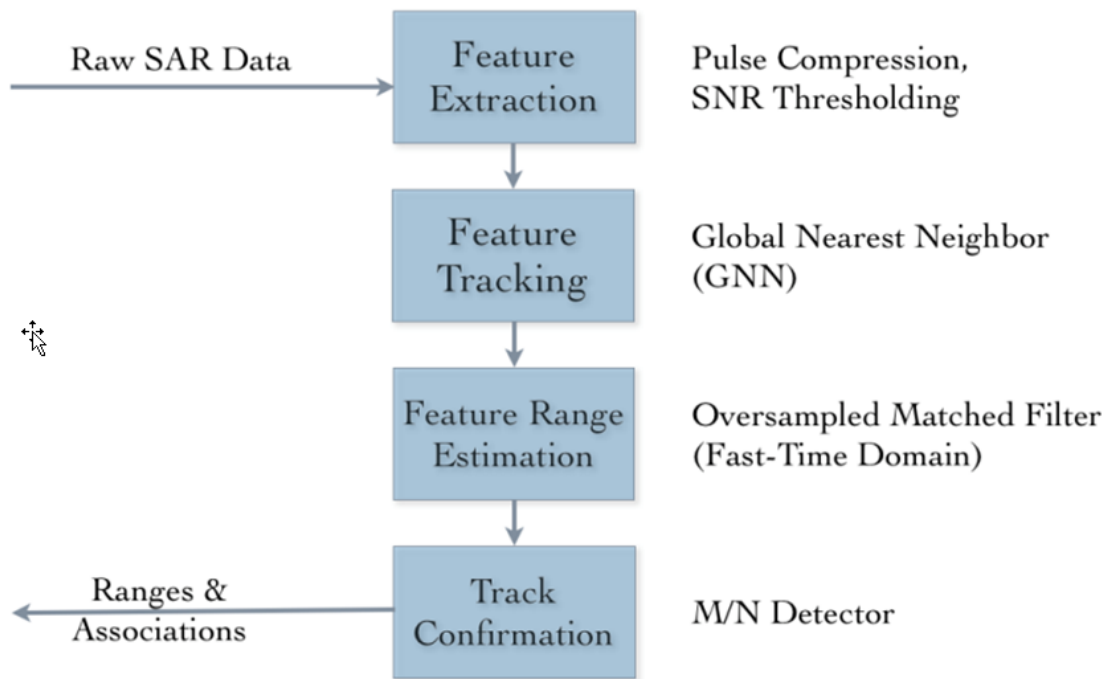 Raw SAR Data
Feature
Extraction
Pulse Compression,
SNR Thresholding
Feature
Tracking
Global Nearest Neighbor
(GNN)
Feature Range
Estimation
Oversampled Matched Filter
(Fast-Time Domain)
Track
Confirmation
M/N Detector
Ranges &
Associations